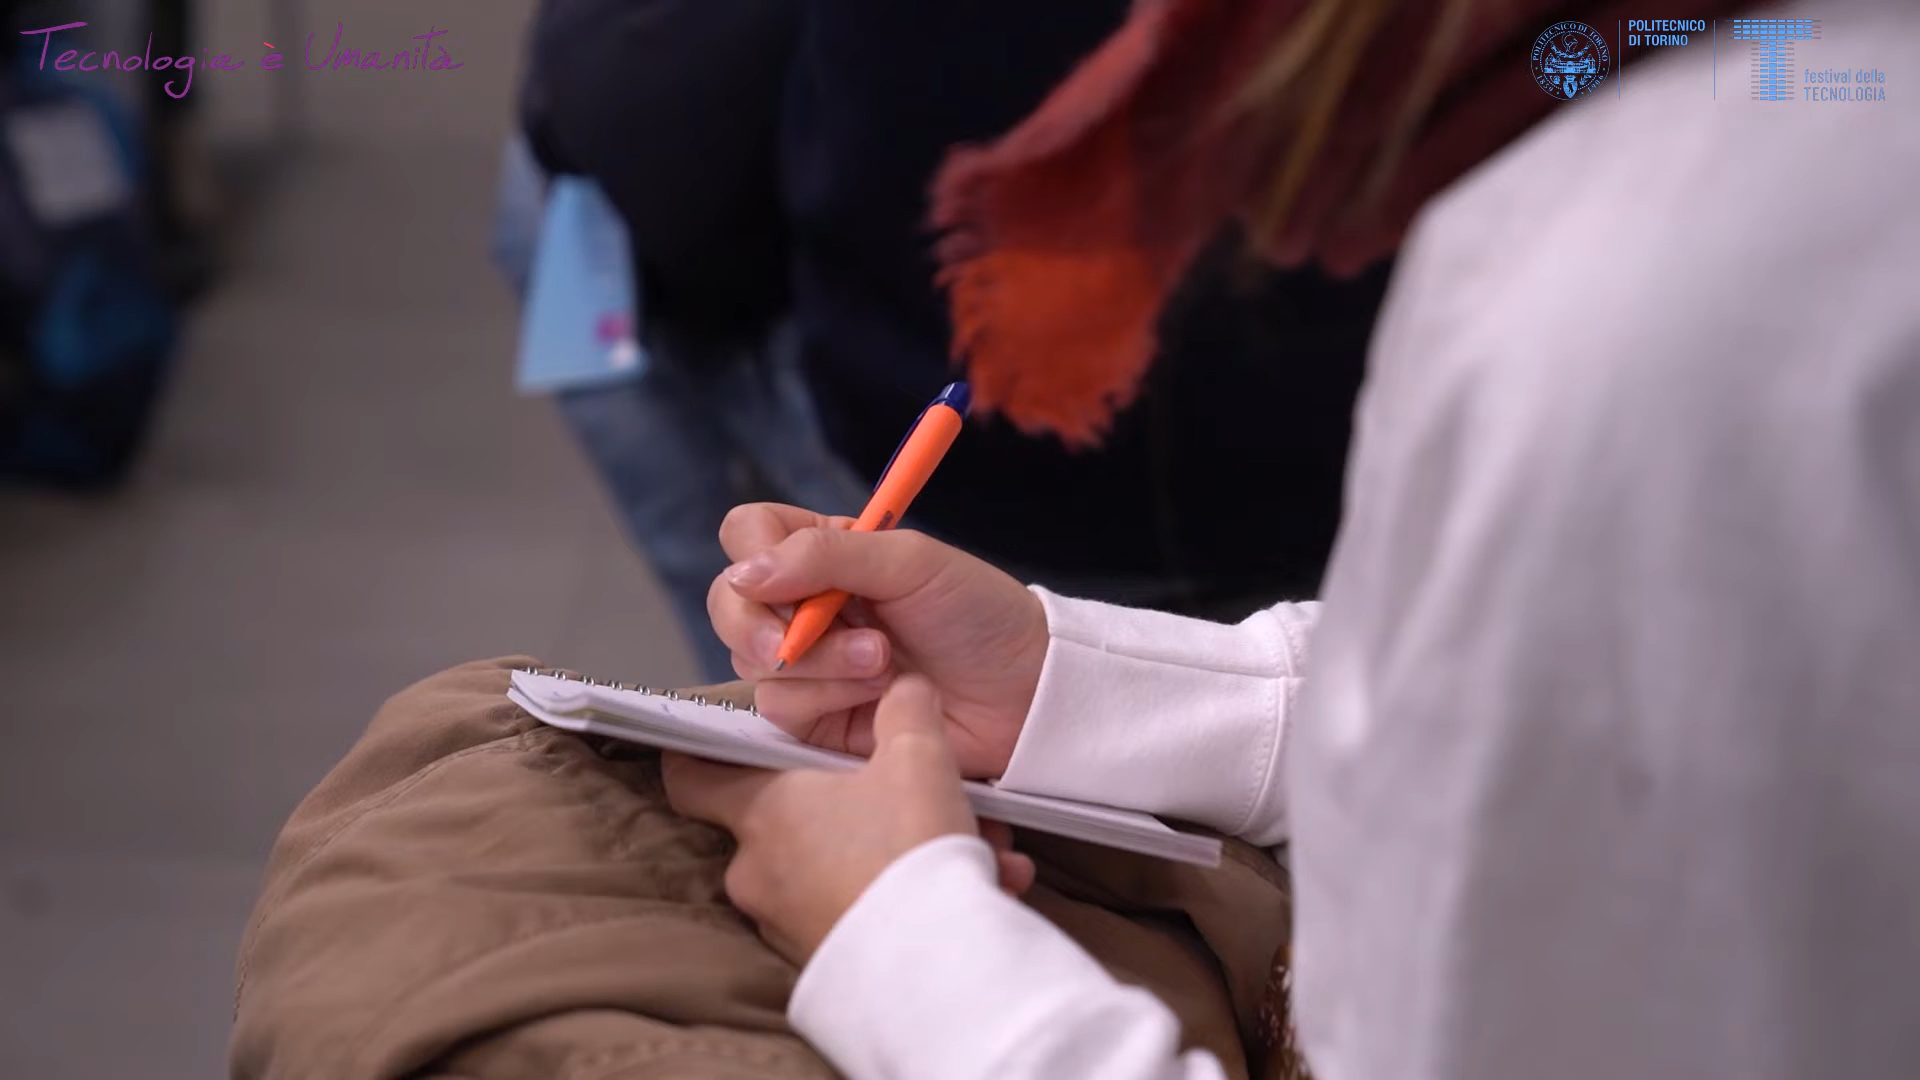 Tecnologia è Umanità
POLITECNICO
DI TORINO
festival della
TECNOLOGIA